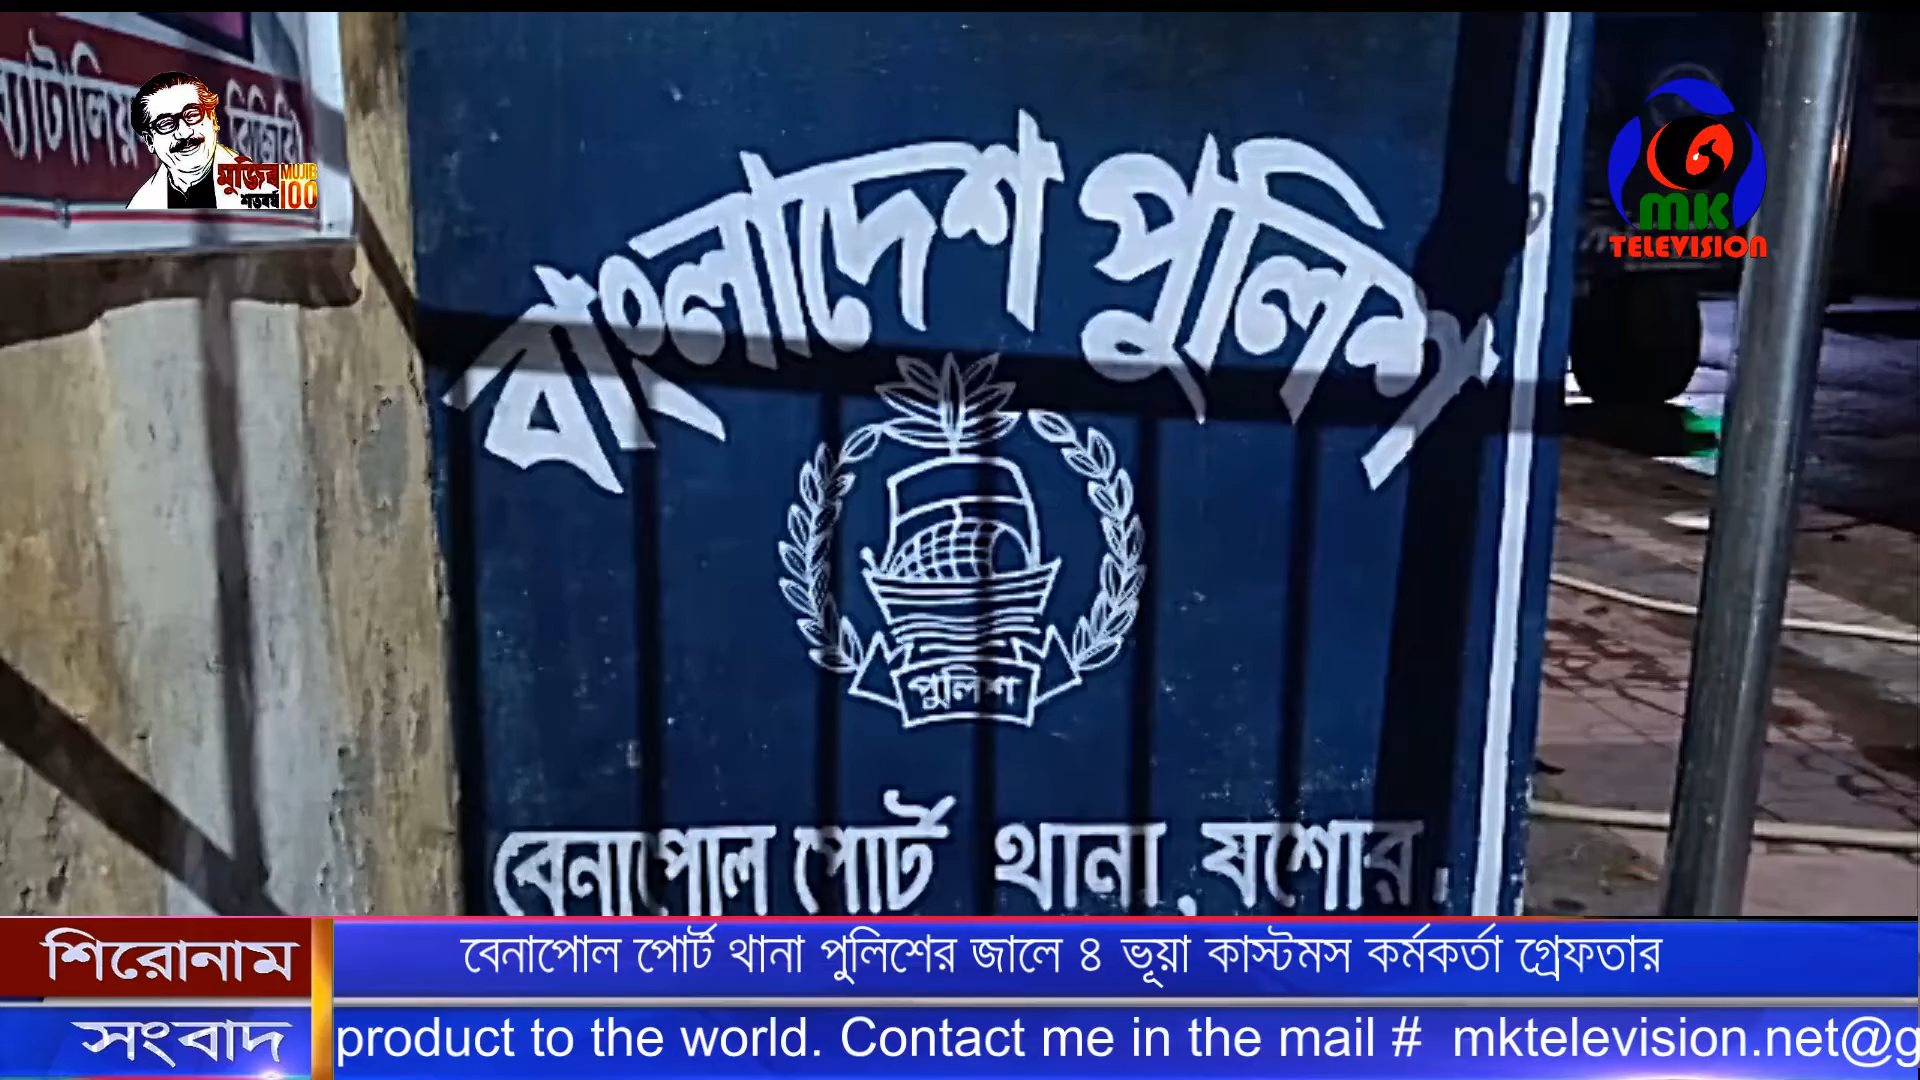 ব্যাটালিয়
বিজিবি
মুজিব
শতবর্ষ
MUJIB
100
MK
TELEVISION
বাংলাদেশ পুলিশ
পুলিশ
বেনাপোল পোর্ট থানা, যশোর।
শিরোনাম
বেনাপোল পোর্ট থানা পুলিশের জালে ৪ ভূয়া কাস্টমস কর্মকর্তা গ্রেফতার
সংবাদ
product to the world. Contact me in the mail # mktelevision.net@g